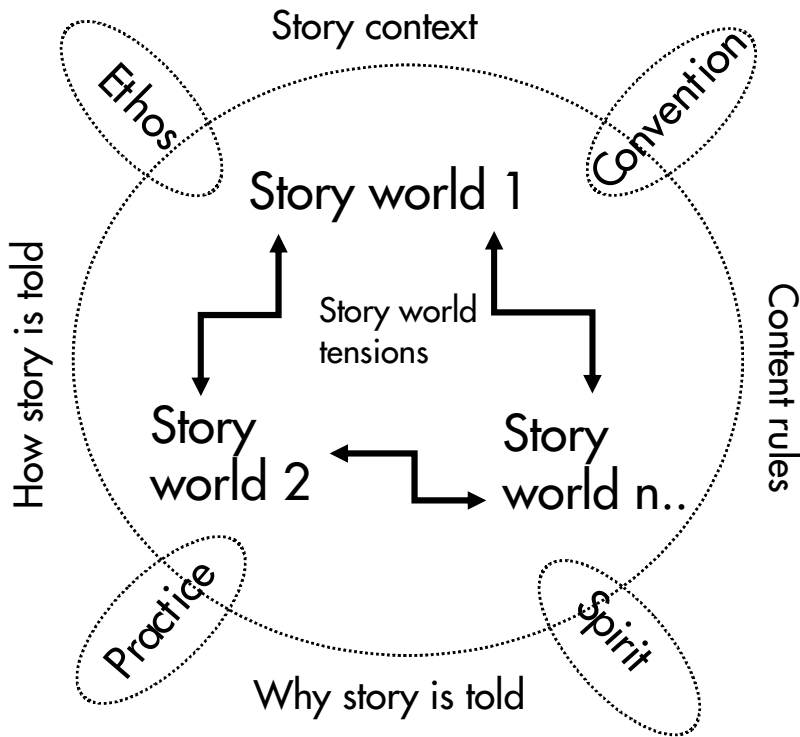 Story context
Ethos
Convention
Story world 1
How story is told
Story world
tensions
Content rules
Story
world 2
Story
world n..
Practice
Spirit
Why story is told